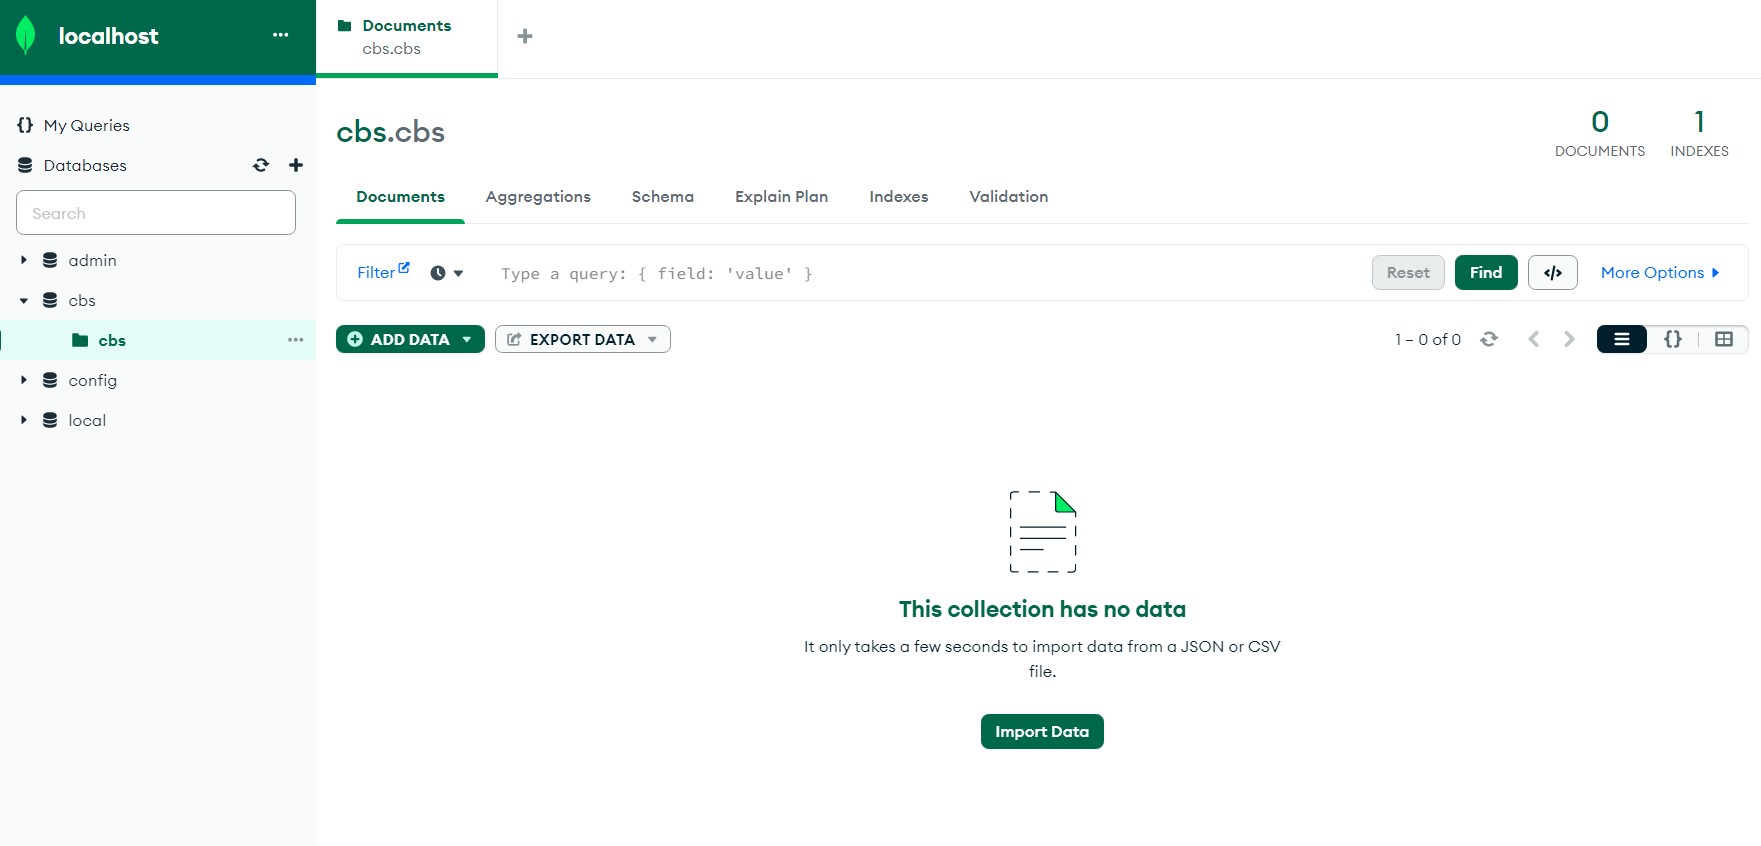 localhost
Documents
cbs.cbs
{} My Queries
Databases
Search
admin
cbs
cbs
config
local
cbs.cbs
0
DOCUMENTS
1
INDEXES
Documents Aggregations Schema Explain Plan Indexes Validation
Filter Type a query: { field: 'value' } Reset Find </> More Options
ADD DATA EXPORT DATA 1 – 0 of 0 {}
This collection has no data
It only takes a few seconds to import data from a JSON or CSV
file.
Import Data